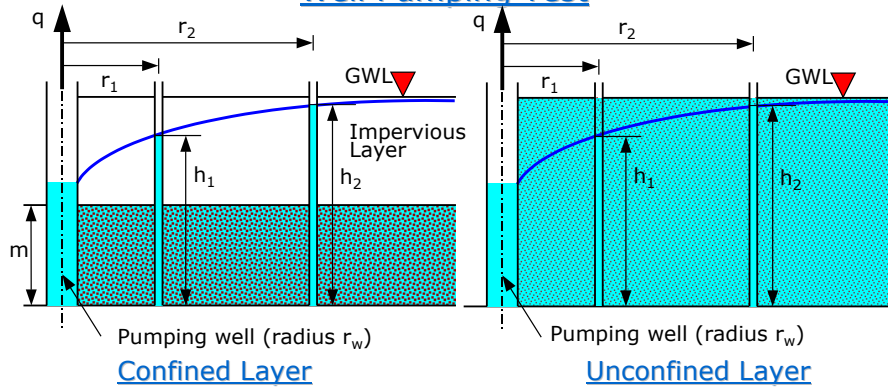 Well Pumping Test
q
r2
r1
GWL
Impervious
Layer
h1
h2
m
Pumping well (radius rw)
Confined Layer
q
r2
r1
GWL
h1
h2
Pumping well (radius rw)
Unconfined Layer